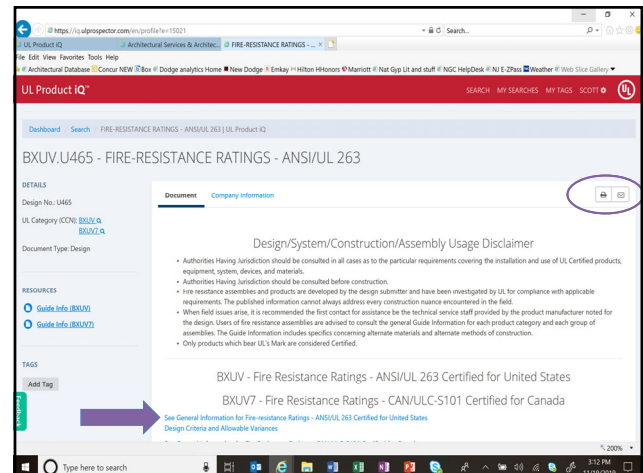 https://iq.ulprospector.com/en/profile?e=15021
Search...
UL Product iQ
Architectural Services & Architec...
FIRE-RESISTANCE RATINGS - ...
File Edit View Favorites Tools Help
Architectural Database Concur NEW Box Dodge analytics Home New Dodge Emkay Hilton HHonors Marriott Nat Gyp Lit and stuff NGC HelpDesk NJ E-ZPass Weather Web Slice Gallery
UL Product iQ™
SEARCH MY SEARCHES MY TAGS SCOTT
UL
Dashboard / Search / FIRE-RESISTANCE RATINGS - ANSI/UL 263 | UL Product iQ
BXUV.U465 - FIRE-RESISTANCE RATINGS - ANSI/UL 263
DETAILS
Design No.: U465
UL Category (CCN): BXUV
BXUV7
Document Type: Design
RESOURCES
Guide Info (BXUV)
Guide Info (BXUV7)
TAGS
Add Tag
Feedback
Document Company Information
Design/System/Construction/Assembly Usage Disclaimer
• Authorities Having Jurisdiction should be consulted in all cases as to the particular requirements covering the installation and use of UL Certified products,
equipment, system, devices, and materials.
• Authorities Having Jurisdiction should be consulted before construction.
• Fire resistance assemblies and products are developed by the design submitter and have been investigated by UL for compliance with applicable
requirements. The published information cannot always address every construction nuance encountered in the field.
• When field issues arise, it is recommended the first contact for assistance be the technical service staff provided by the product manufacturer noted for
the design. Users of fire resistance assemblies are advised to consult the general Guide Information for each product category and each group of
assemblies. The Guide Information includes specifics concerning alternate materials and alternate methods of construction.
• Only products which bear UL's Mark are considered Certified.
BXUV - Fire Resistance Ratings - ANSI/UL 263 Certified for United States
BXUV7 - Fire Resistance Ratings - CAN/ULC-S101 Certified for Canada
See General Information for Fire-resistance Ratings - ANSI/UL 263 Certified for United States
Design Criteria and Allowable Variances
200%
Type here to search
3:12 PM